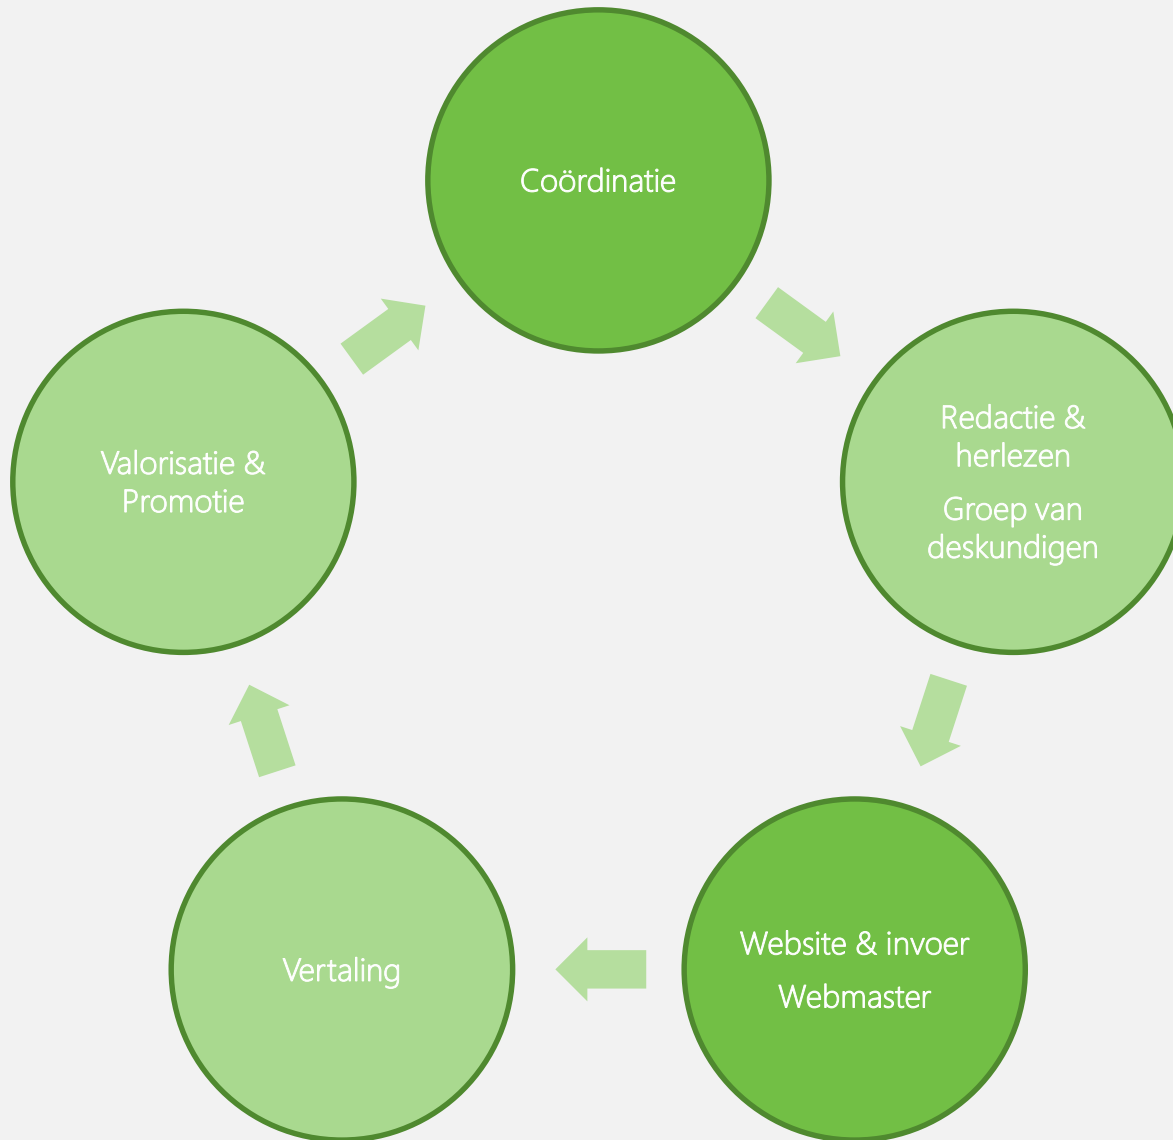 Coördinatie
Redactie &
herlezen
Groep van
deskundigen
Website & invoer
Webmaster
Vertaling
Valorisatie &
Promotie